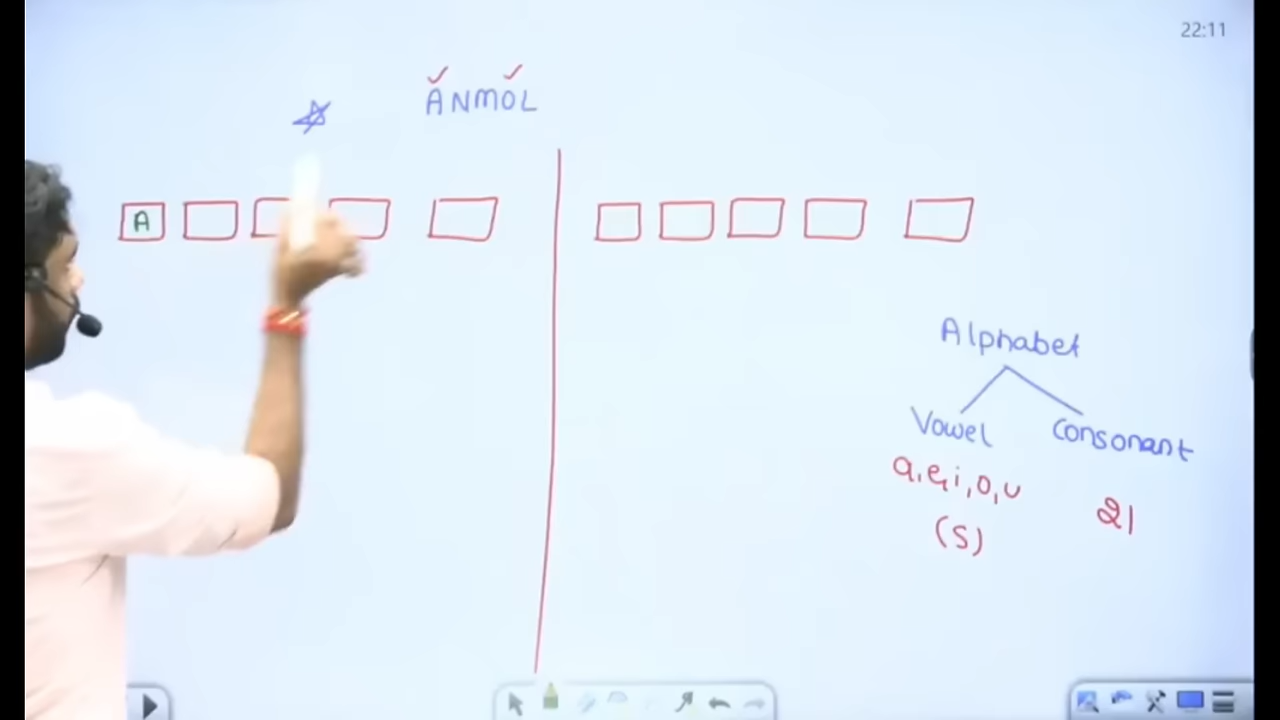 22:11
ANMOL
A
Alphabet
Vowel Consonant
a, e, i, o, u 21
(5)